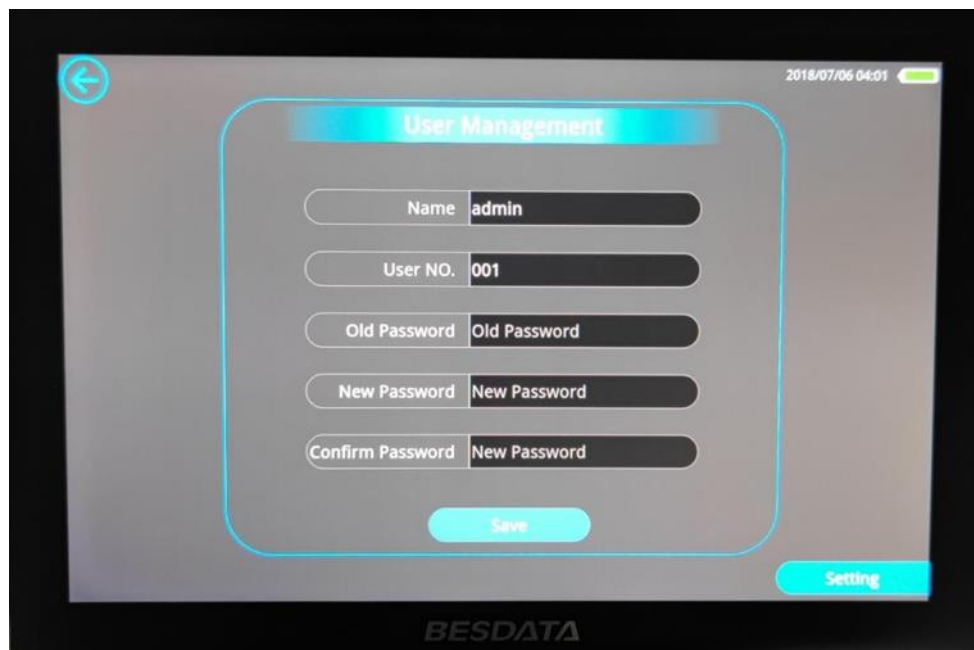 2018/07/06 04:01
User Management
Name admin
User NO. 001
Old Password Old Password
New Password New Password
Confirm Password New Password
Save
Setting
BESDATA